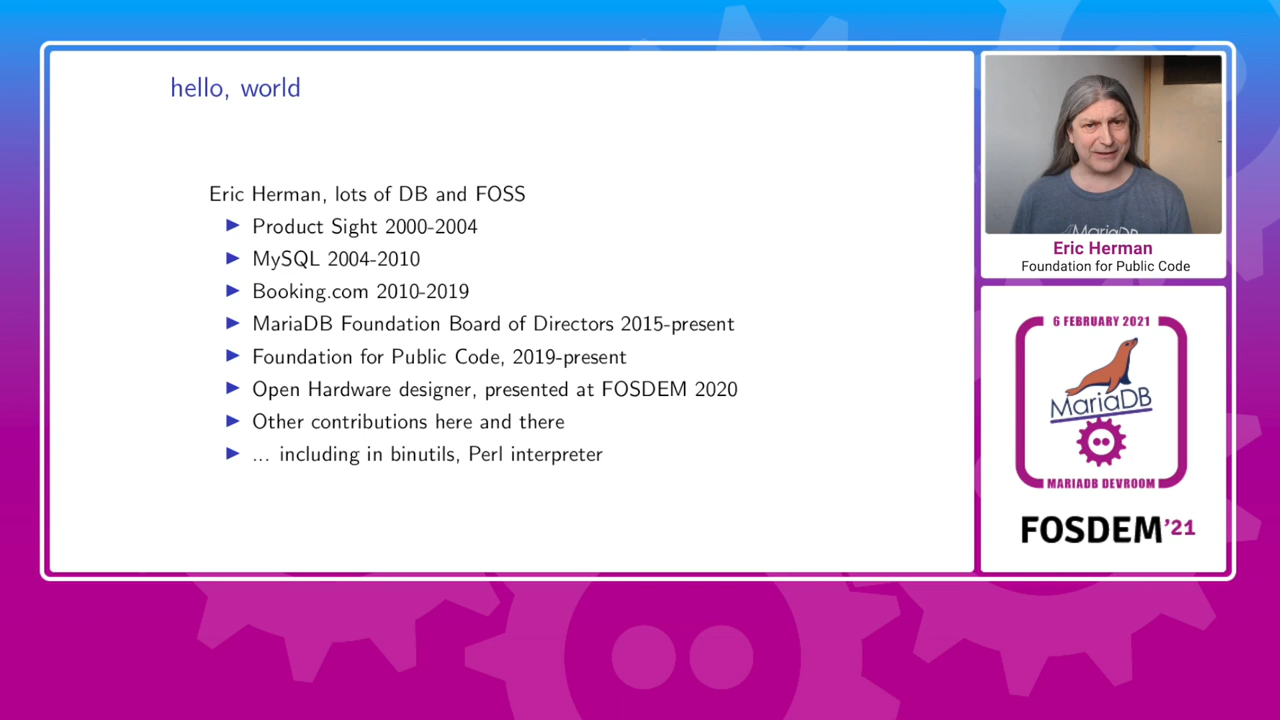 hello, world
Eric Herman, lots of DB and FOSS
Product Sight 2000-2004
MySQL 2004-2010
Booking.com 2010-2019
MariaDB Foundation Board of Directors 2015-present
Foundation for Public Code, 2019-present
Open Hardware designer, presented at FOSDEM 2020
Other contributions here and there
... including in binutils, Perl interpreter
MariaDB
Eric Herman
Foundation for Public Code
6 FEBRUARY 2021
MariaDB
MARIADB DEVROOM
FOSDEM'21